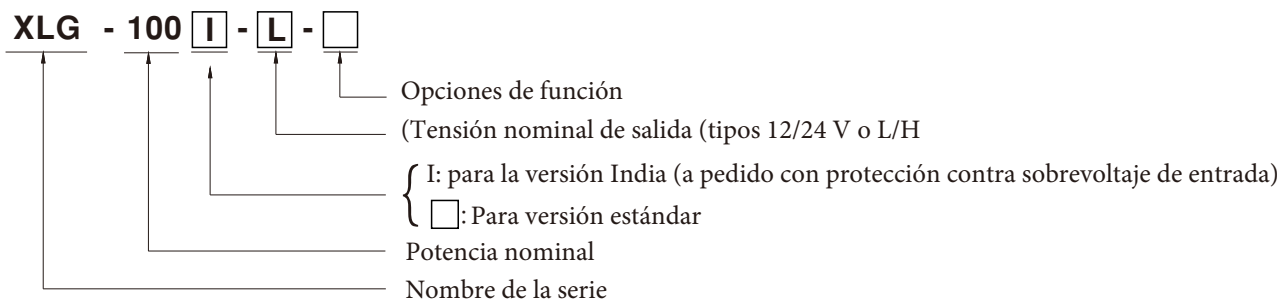 XLG - 100 I - L - □
Opciones de función
(Tensión nominal de salida (tipos 12/24 V o L/H
I: para la versión India (a pedido con protección contra sobrevoltaje de entrada)
□: Para versión estándar
Potencia nominal
Nombre de la serie